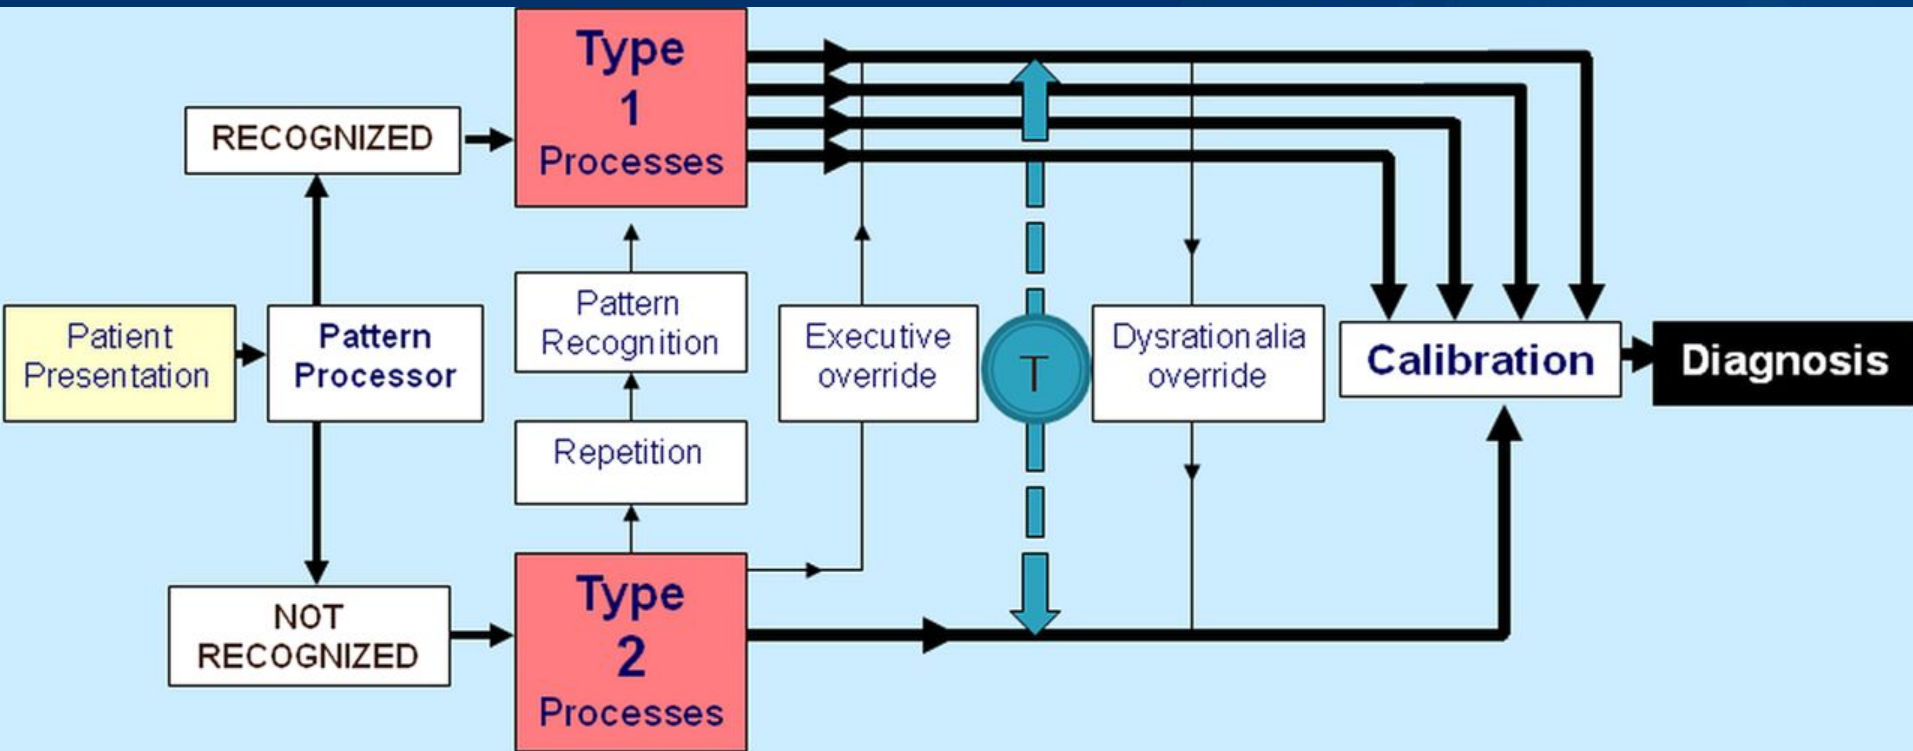 Type
1
Processes
RECOGNIZED
Patient
Presentation
Pattern
Processor
Pattern
Recognition
Repetition
Executive
override
T
Dysrationalia
override
Calibration
Diagnosis
NOT
RECOGNIZED
Type
2
Processes